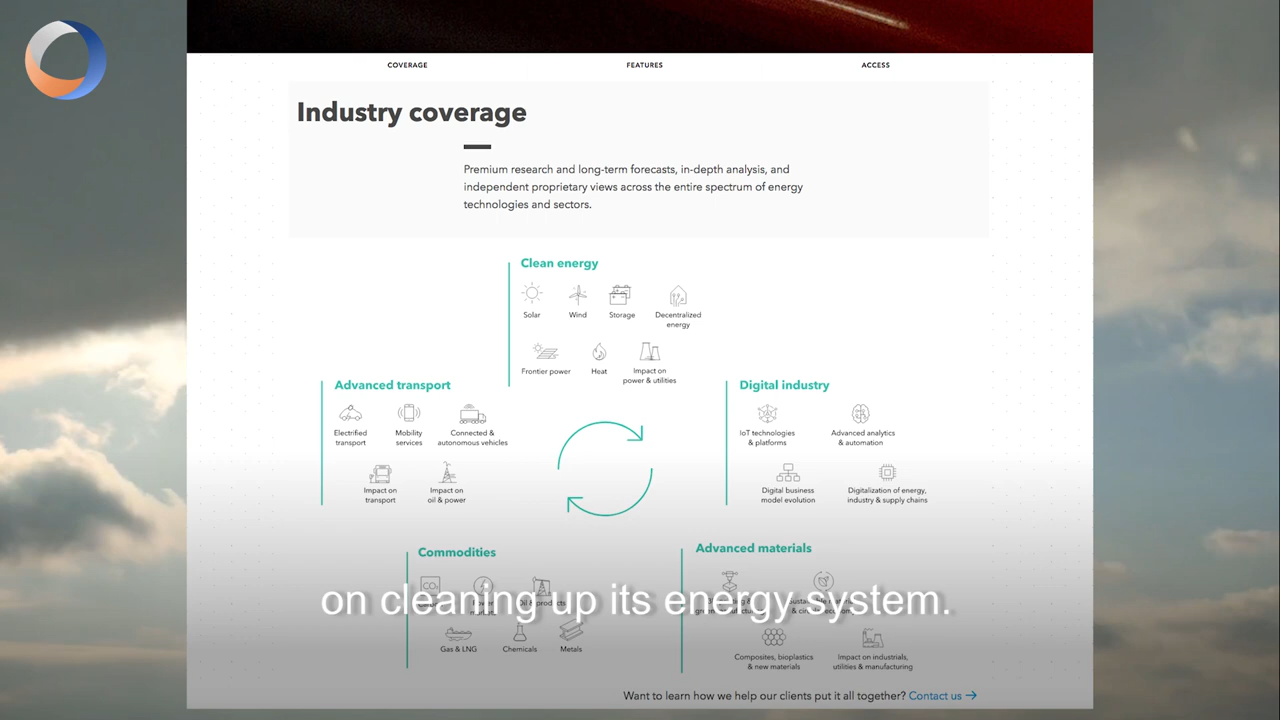 COVERAGE FEATURES ACCESS
Industry coverage
Premium research and long-term forecasts, in-depth analysis, and
independent proprietary views across the entire spectrum of energy
technologies and sectors.
Clean energy
Solar Wind Storage Decentralized
energy
Frontier power Heat Impact on
power & utilities
Advanced transport
Electrified Mobility Connected &
transport services autonomous vehicles
Impact on Impact on
transport oil & power
Digital industry
IoT technologies Advanced analytics
& platforms & automation
Digital business Digitalization of energy,
model evolution industry & supply chains
Commodities
Gas & LNG Chemicals Metals
Advanced materials
Composites, bioplastics Impact on industrials,
& new materials utilities & manufacturing
on cleaning up its energy system.
Want to learn how we help our clients put it all together? Contact us →